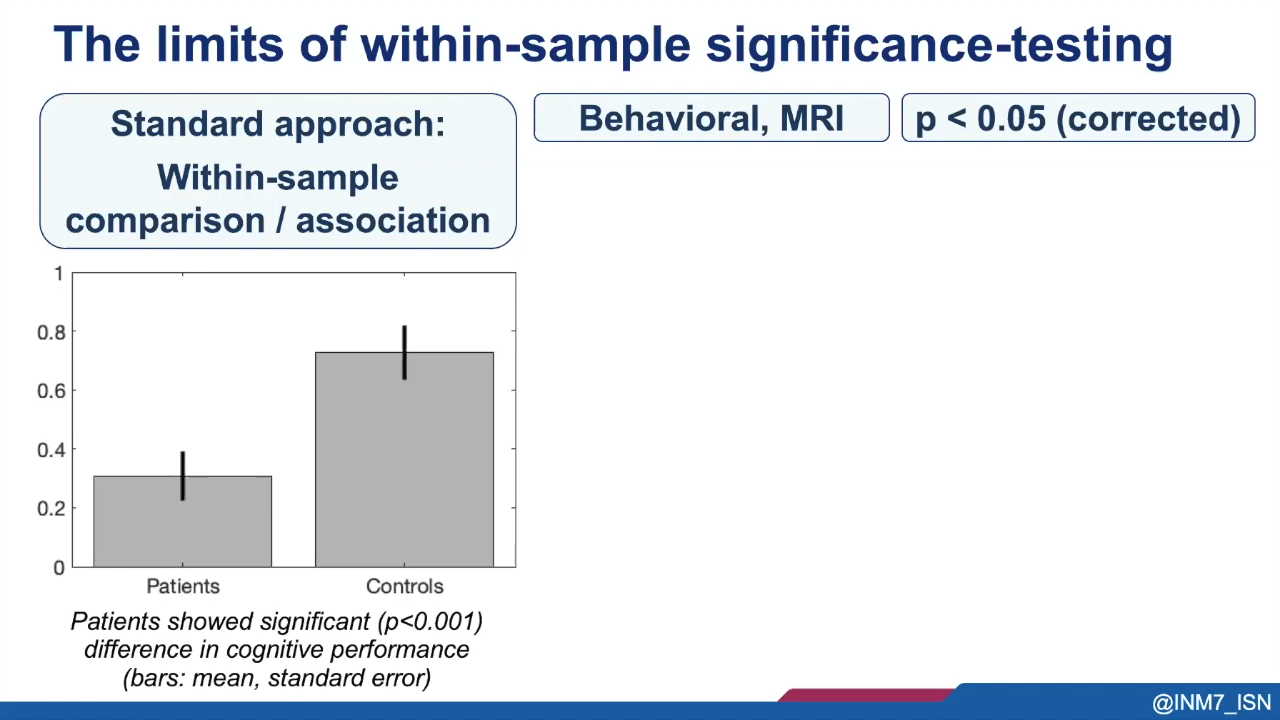 The limits of within-sample significance-testing
Standard approach:
Within-sample
comparison / association
Behavioral, MRI
p < 0.05 (corrected)
1
0.8
0.6
0.4
0.2
0
Patients
Controls
Patients showed significant (p<0.001)
difference in cognitive performance
(bars: mean, standard error)
@INM7_ISN